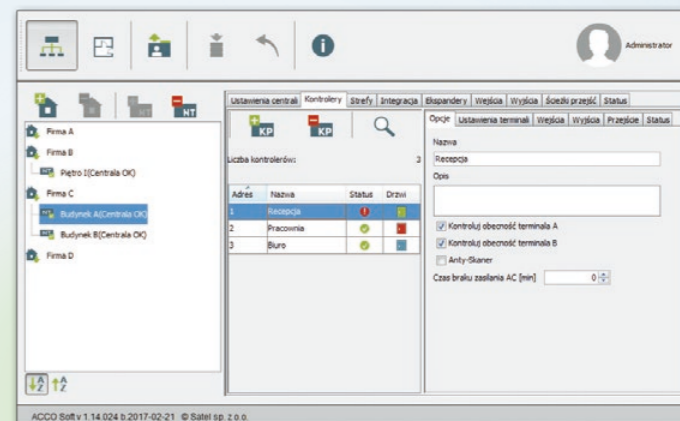 Administrator
NT
NT
NT
Firma A
Firma B
Piętro I(Centrala OK)
Firma C
Budynek A(Centrala OK)
Budynek B(Centrala OK)
Firma D
Ustawienia centrali Kontrolery Strefy Integracja Ekspandery Wejścia Wyjścia Ścieżki przejść Status
KP KP
Liczba kontrolerów: 3
Adres Nazwa Status Drzwi
1 Recepcja
2 Pracownia
3 Biuro
Opcje Ustawienia terminali Wejścia Wyjścia Przejście Status
Nazwa
Recepcja
Opis
Kontroluj obecność terminala A
Kontroluj obecność terminala B
Anty-Skaner
Czas braku zasilania AC [min] 0
A Z A Z
ACCO Soft v 1.14.024 b.2017-02-21 © Satel sp. z o.o.